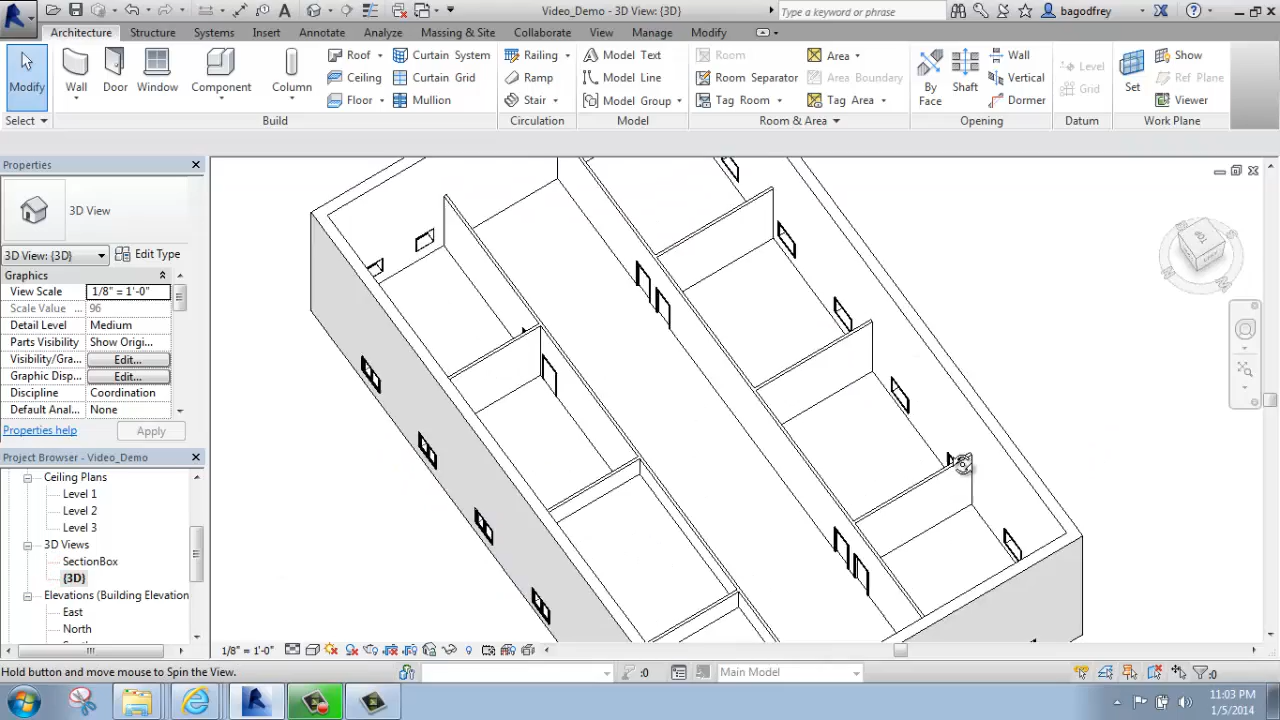 Video_Demo - 3D View: {3D}
Type a keyword or phrase
bagodfrey
Architecture Structure Systems Insert Annotate Analyze Massing & Site Collaborate View Manage Modify
Modify
Wall
Door
Window
Component
Column
Roof
Ceiling
Floor
Curtain System
Curtain Grid
Mullion
Railing
Ramp
Stair
Model Text
Model Line
Model Group
Room
Room Separator
Tag Room
Area
Area Boundary
Tag Area
By Face
Shaft
Wall
Vertical
Dormer
Level
Grid
Set
Show
Ref Plane
Viewer
Select Build Circulation Model Room & Area Opening Datum Work Plane
Properties
3D View
3D View: {3D} Edit Type
Graphics
View Scale 1/8" = 1'-0"
Scale Value ... 96
Detail Level Medium
Parts Visibility Show Origi...
Visibility/Gra... Edit...
Graphic Disp... Edit...
Discipline Coordination
Default Anal... None
Properties help Apply
Project Browser - Video_Demo
Ceiling Plans
Level 1
Level 2
Level 3
3D Views
SectionBox
{3D}
Elevations (Building Elevation
East
North
1/8" = 1'-0"
Hold button and move mouse to Spin the View.
:0
Main Model
:0
11:03 PM
1/5/2014